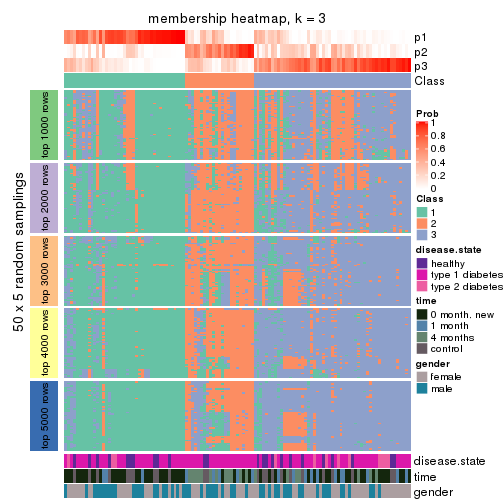 membership heatmap, k = 3
p1
p2
p3
Class
50 x 5 random samplings
top 1000 rows
top 2000 rows
top 3000 rows
top 4000 rows
top 5000 rows
disease.state
time
gender
Prob
1
0.8
0.6
0.4
0.2
0
Class
1
2
3
disease.state
healthy
type 1 diabetes
type 2 diabetes
time
0 month. new
1 month
4 months
control
gender
female
male